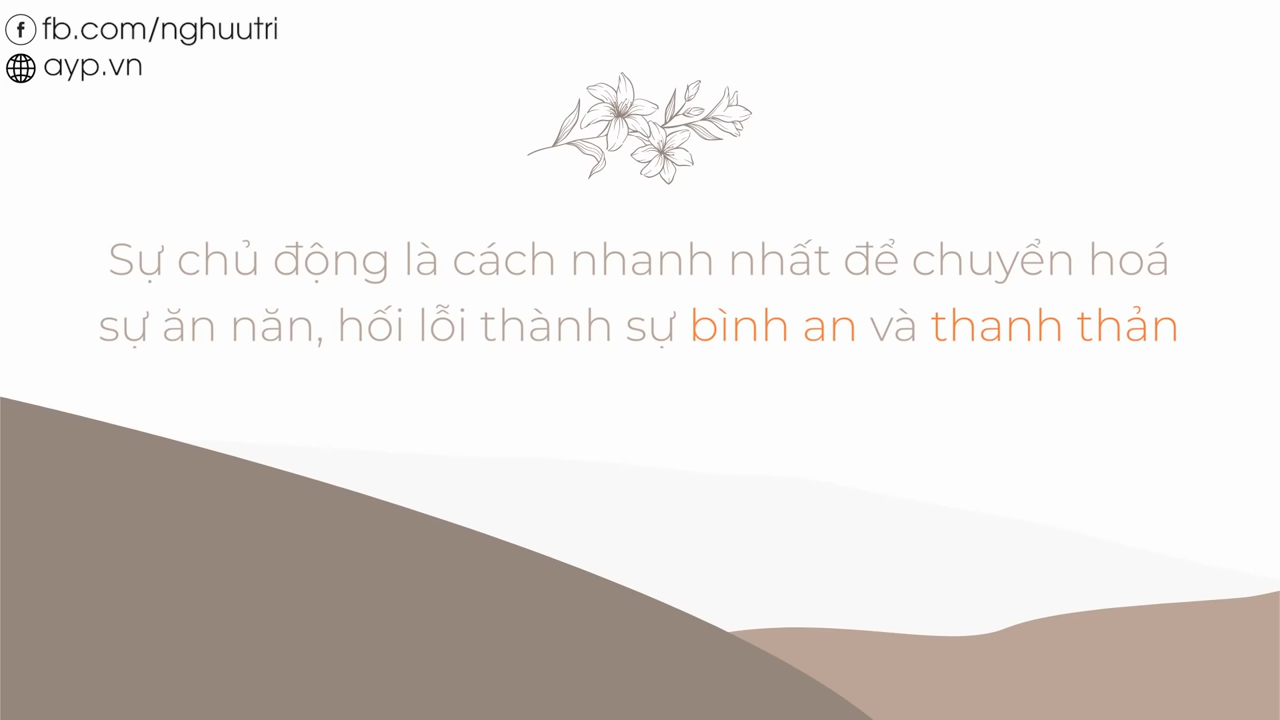 fb.com/nghuutri
ayp.vn
Sự chủ động là cách nhanh nhất để chuyển hoá
sự ăn năn, hối lỗi thành sự bình an và thanh thản